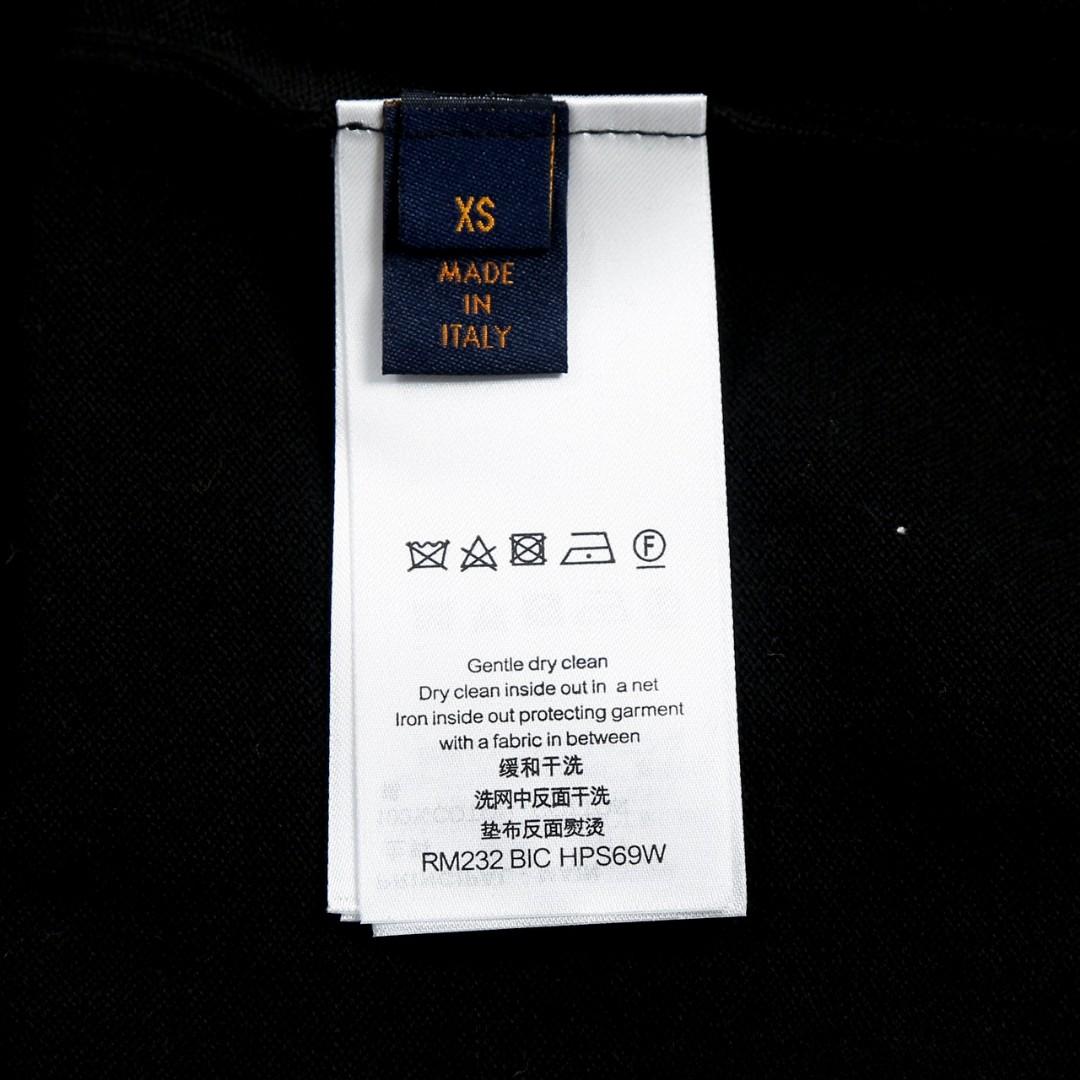 XS
MADE
IN
ITALY
F
Gentle dry clean
Dry clean inside out in a net
Iron inside out protecting garment
with a fabric in between
缓和干洗
洗网中反面干洗
垫布反面熨烫
RM232 BIC HPS69W